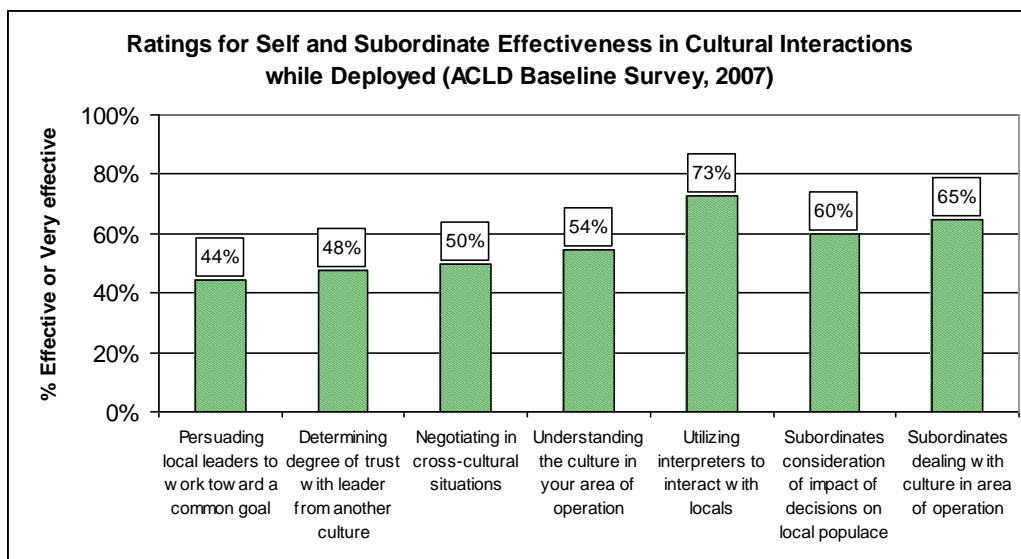 Ratings for Self and Subordinate Effectiveness in Cultural Interactions
while Deployed (ACLD Baseline Survey, 2007)
% Effective or Very effective
100%
80%
60%
40%
20%
0%
44%
48%
50%
54%
73%
60%
65%
Persuading
local leaders to
work toward a
common goal
Determining
degree of trust
with leader
from another
culture
Negotiating in
cross-cultural
situations
Understanding
the culture in
your area of
operation
Utilizing
interpreters to
interact with
locals
Subordinates
consideration
of impact of
decisions on
local populace
Subordinates
dealing with
culture in area
of operation